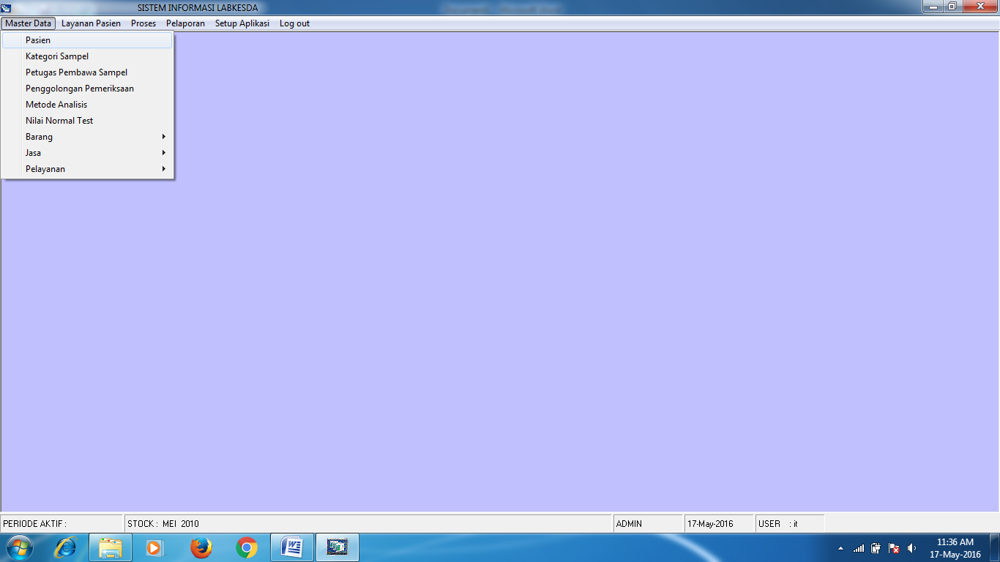 SISTEM INFORMASI LABKESDA
Master Data Layanan Pasien Proses Pelaporan Setup Aplikasi Log out
Pasien
Kategori Sampel
Petugas Pembawa Sampel
Penggolongan Pemeriksaan
Metode Analisis
Nilai Normal Test
Barang
Jasa
Pelayanan
PERIODE AKTIF : STOCK : MEI 2010 ADMIN 17-May-2016 USER : it
11:36 AM
17-May-2016